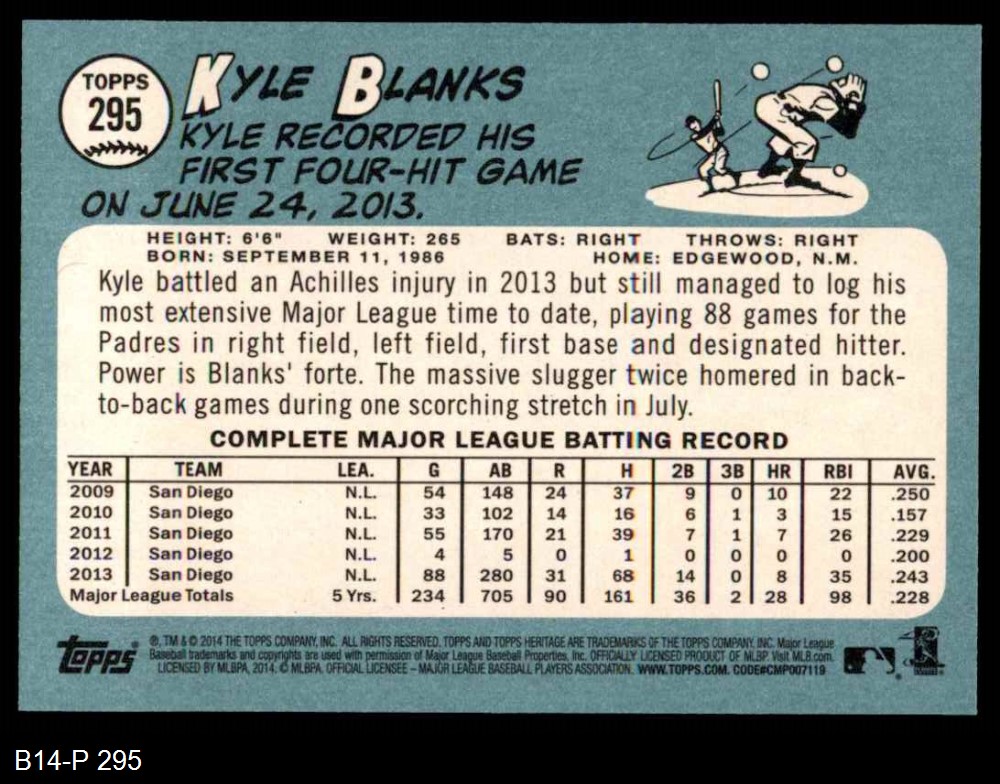 TOPPS
295
KYLE BLANKS
KYLE RECORDED HIS
FIRST FOUR-HIT GAME
ON JUNE 24, 2013.
HEIGHT: 6'6" WEIGHT: 265 BATS: RIGHT THROWS: RIGHT
BORN: SEPTEMBER 11, 1986 HOME: EDGEWOOD, N.M.
Kyle battled an Achilles injury in 2013 but still managed to log his
most extensive Major League time to date, playing 88 games for the
Padres in right field, left field, first base and designated hitter.
Power is Blanks' forte. The massive slugger twice homered in back-
to-back games during one scorching stretch in July.
COMPLETE MAJOR LEAGUE BATTING RECORD
YEAR TEAM LEA. G AB R H 2B 3B HR RBI AVG.
2009 San Diego N.L. 54 148 24 37 9 0 10 22 .250
2010 San Diego N.L. 33 102 14 16 6 1 3 15 .157
2011 San Diego N.L. 55 170 21 39 7 1 7 26 .229
2012 San Diego N.L. 4 5 0 1 0 0 0 0 .200
2013 San Diego N.L. 88 280 31 68 14 0 8 35 .243
Major League Totals 5 Yrs. 234 705 90 161 36 2 28 98 .228
Topps
®, TM & © 2014 THE TOPPS COMPANY, INC. ALL RIGHTS RESERVED. TOPPS AND TOPPS HERITAGE ARE TRADEMARKS OF THE TOPPS COMPANY, INC. Major League
Baseball trademarks and copyrights are used with permission of Major League Baseball Properties, Inc. OFFICIALLY LICENSED PRODUCT OF MLBP. Visit MLB.com.
LICENSED BY MLBPA, 2014. © MLBPA. OFFICIAL LICENSEE – MAJOR LEAGUE BASEBALL PLAYERS ASSOCIATION. WWW.TOPPS.COM. CODE#CMP007119
B14-P 295